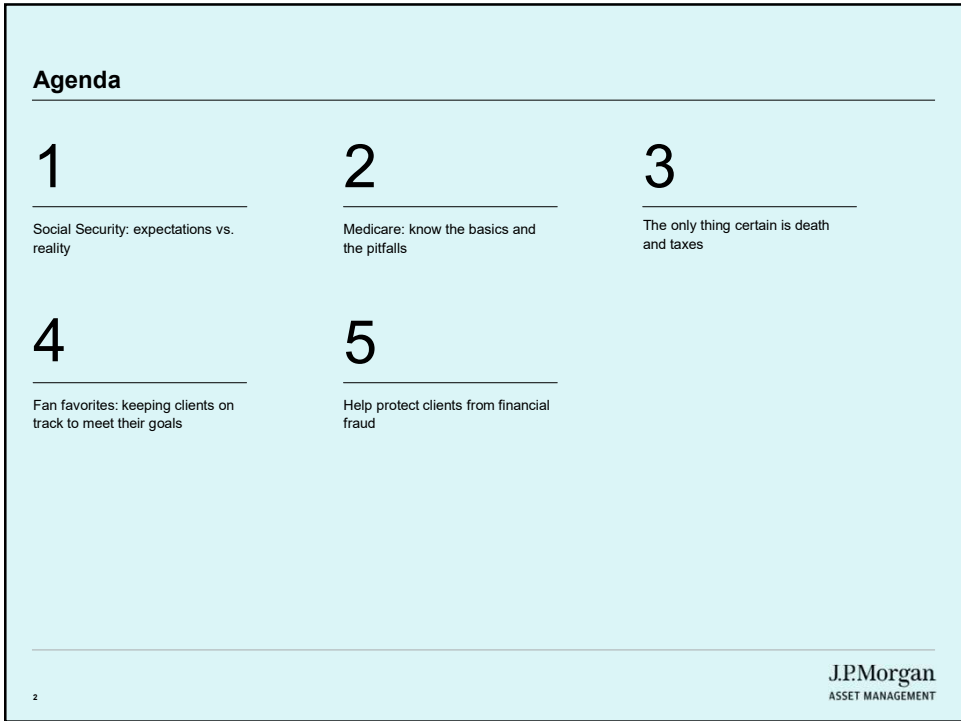 Agenda
1
Social Security: expectations vs.
reality
2
Medicare: know the basics and
the pitfalls
3
The only thing certain is death
and taxes
4
Fan favorites: keeping clients on
track to meet their goals
5
Help protect clients from financial
fraud
2
J.P.Morgan
ASSET MANAGEMENT